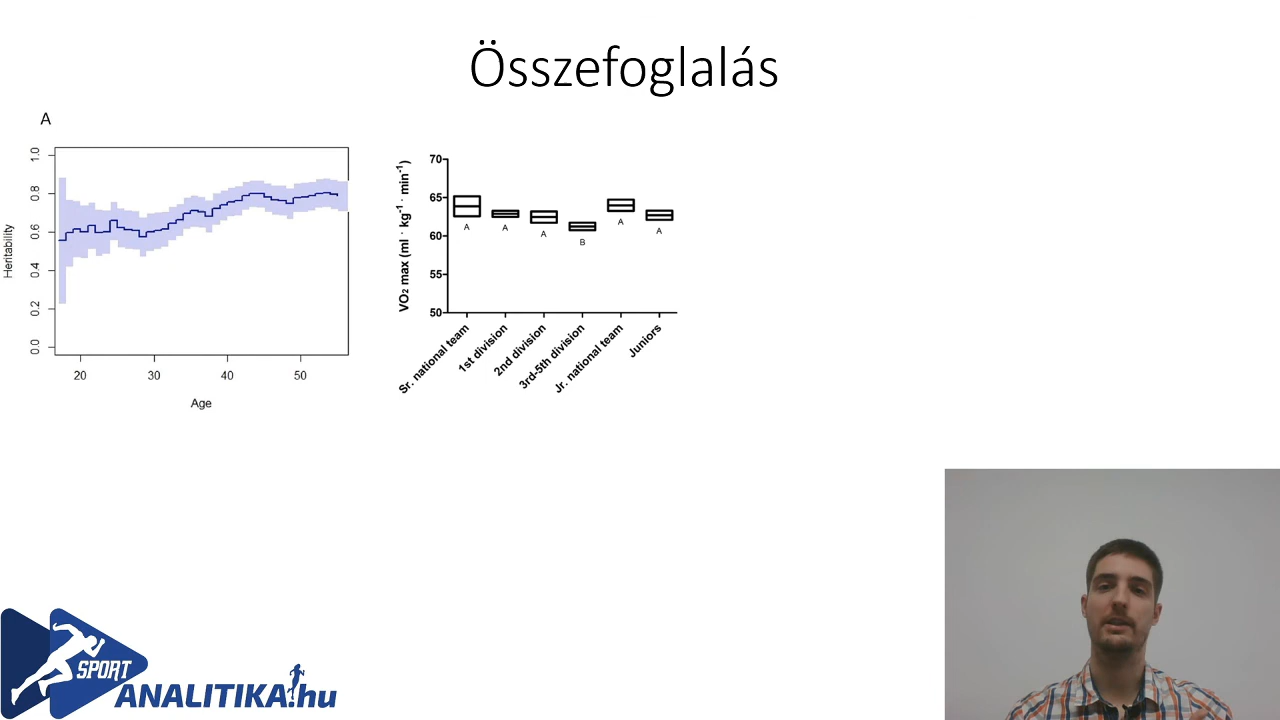 Összefoglalás
A
Heritability
1.0
0.8
0.6
0.4
0.2
0.0
20 30 40 50
Age
VO₂ max (ml · kg⁻¹ · min⁻¹)
70
65
60
55
50
A A A B A A
Sr. national team
1st division
2nd division
3rd-5th division
Jr. national team
Juniors
SPORT
ANALITIKA.hu